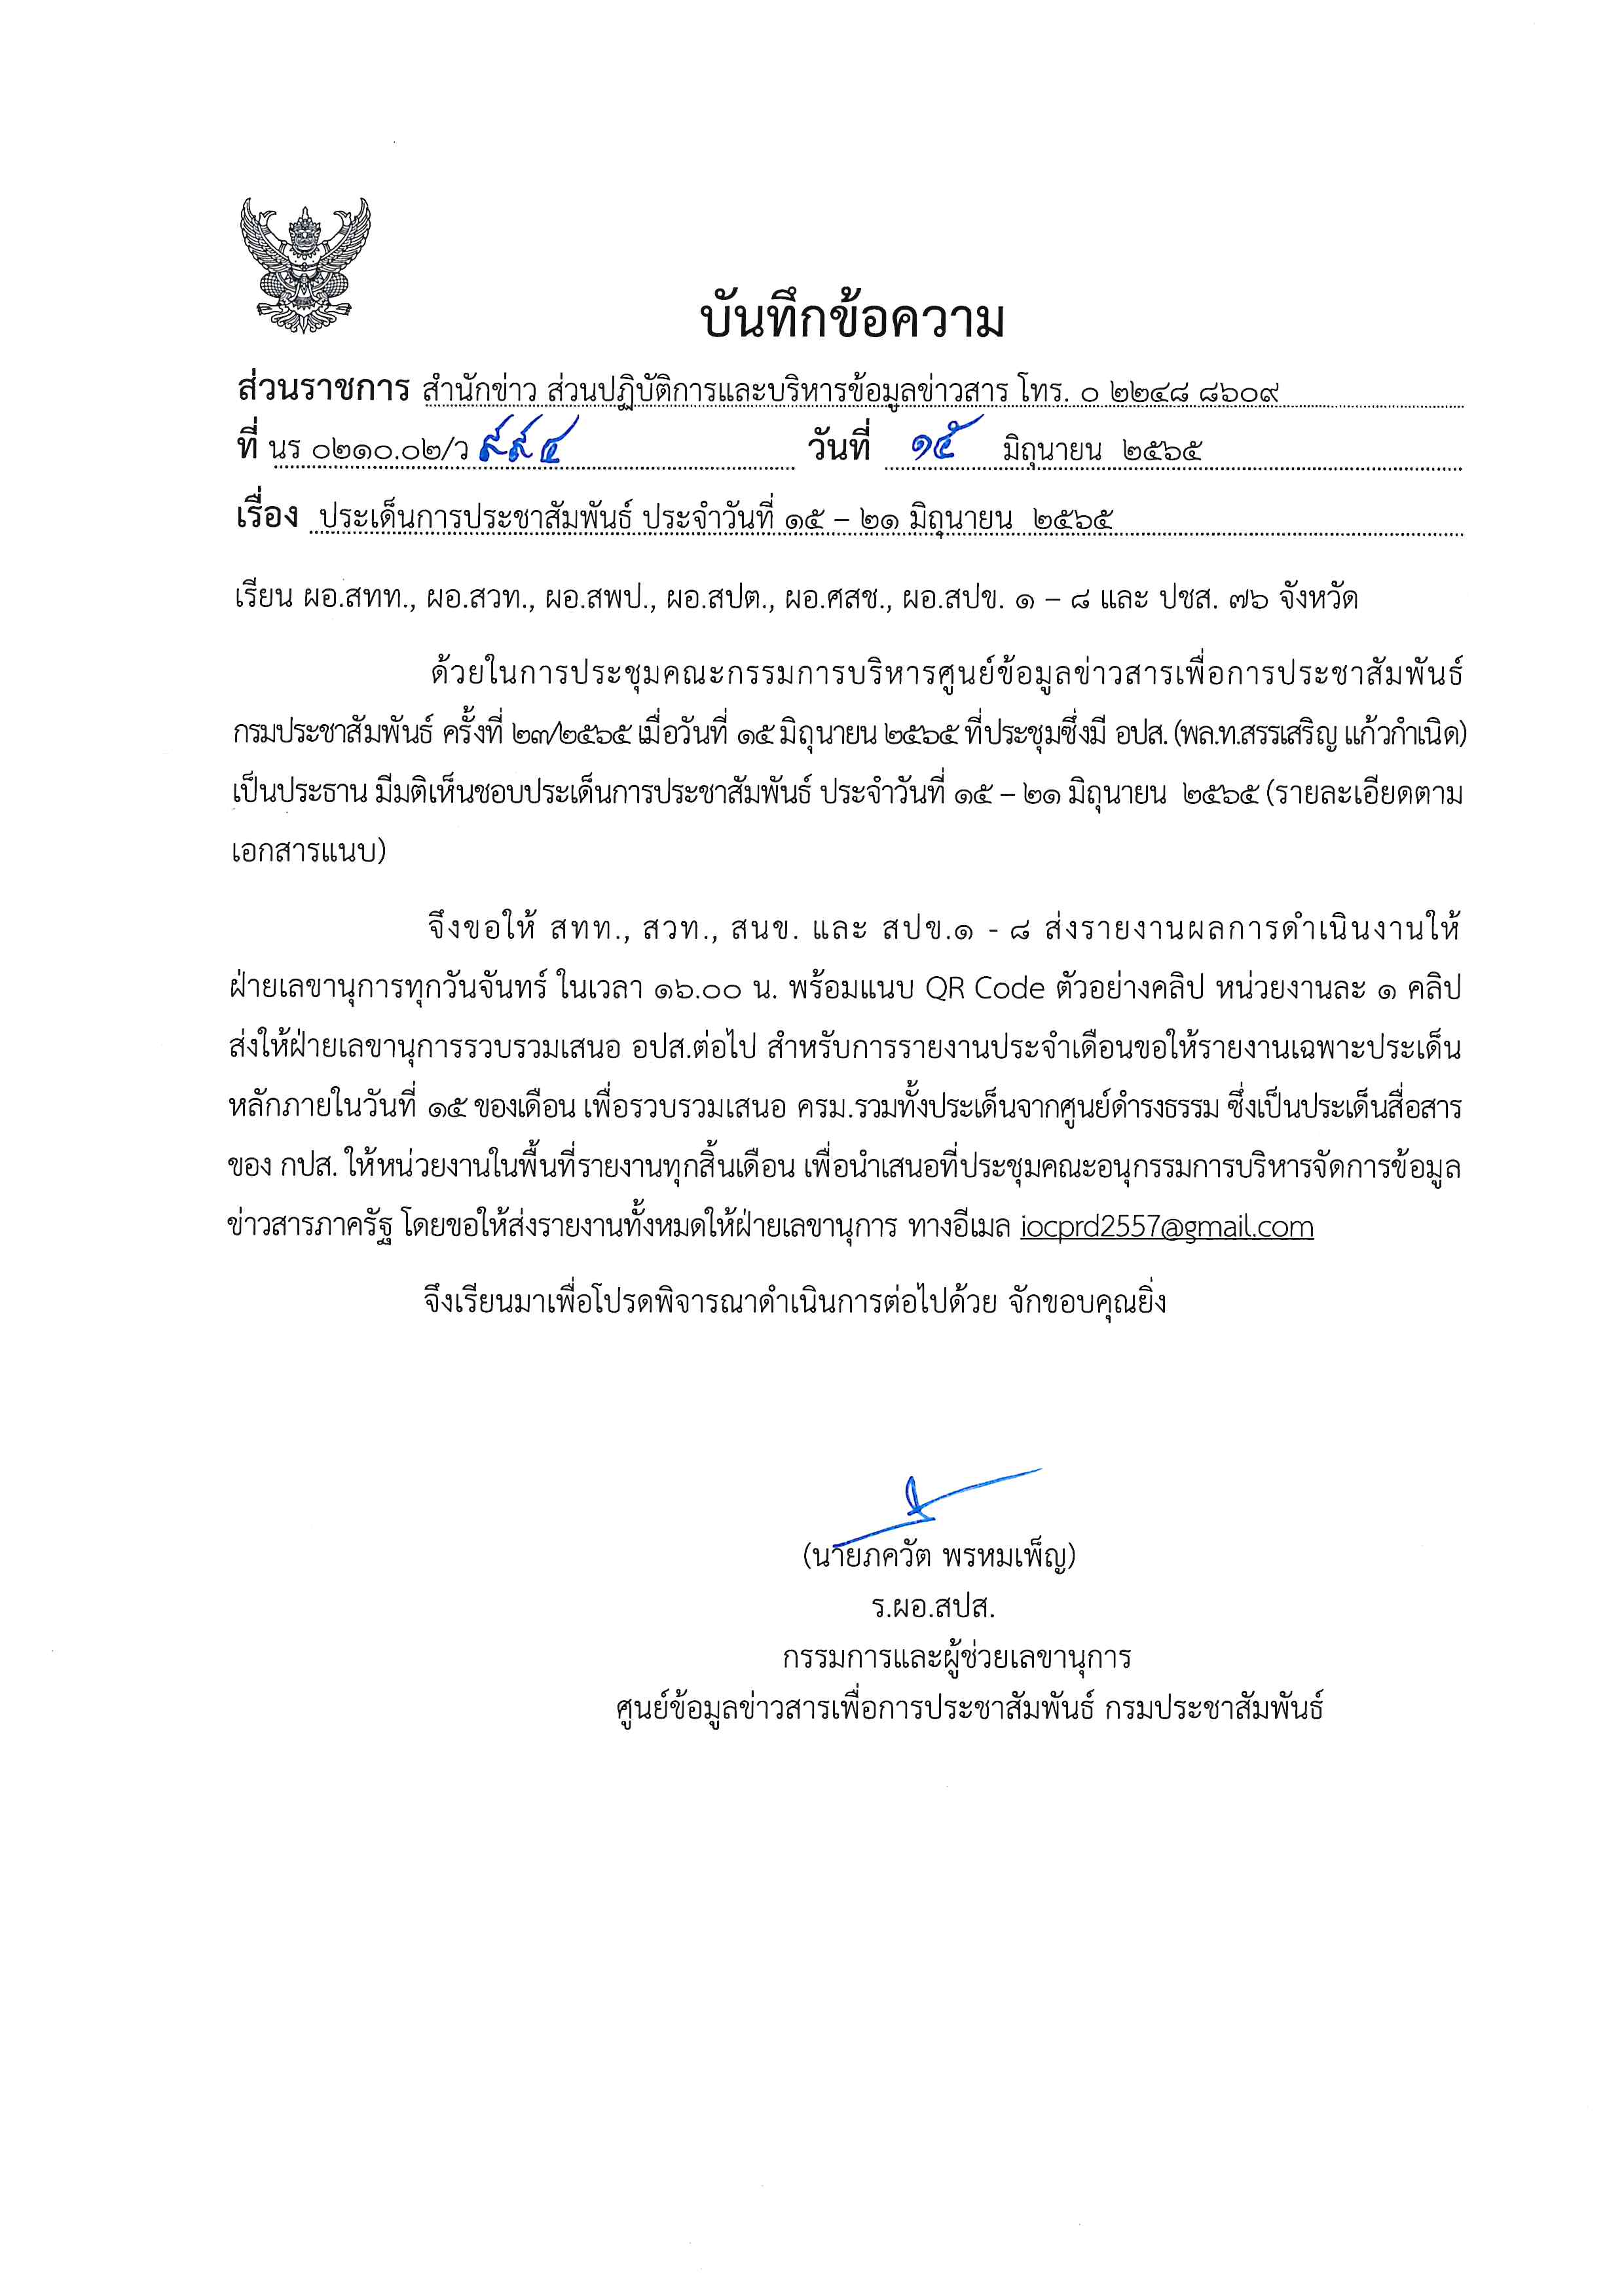 บันทึกข้อความ
ส่วนราชการ สำนักข่าว ส่วนปฏิบัติการและบริหารข้อมูลข่าวสาร โทร. ๐ ๒๒๔๘ ๘๖๐๙
ที่ นร ๐๒๑๐.๐๒/ว ๙๙๔ วันที่ ๑๕ มิถุนายน ๒๕๖๕
เรื่อง ประเด็นการประชาสัมพันธ์ ประจำวันที่ ๑๕ – ๒๑ มิถุนายน ๒๕๖๕
เรียน ผอ.สทท., ผอ.สวท., ผอ.สพป., ผอ.สปต., ผอ.ศสช., ผอ.สปข. ๑ – ๘ และ ปชส. ๗๖ จังหวัด
ด้วยในการประชุมคณะกรรมการบริหารศูนย์ข้อมูลข่าวสารเพื่อการประชาสัมพันธ์
กรมประชาสัมพันธ์ ครั้งที่ ๒๓/๒๕๖๕ เมื่อวันที่ ๑๕ มิถุนายน ๒๕๖๕ ที่ประชุมซึ่งมี อปส. (พล.ท.สรรเสริญ แก้วกำเนิด)
เป็นประธาน มีมติเห็นชอบประเด็นการประชาสัมพันธ์ ประจำวันที่ ๑๕ – ๒๑ มิถุนายน ๒๕๖๕ (รายละเอียดตาม
เอกสารแนบ)
จึงขอให้ สทท., สวท., สนข. และ สปข.๑ - ๘ ส่งรายงานผลการดำเนินงานให้
ฝ่ายเลขานุการทุกวันจันทร์ ในเวลา ๑๖.๐๐ น. พร้อมแนบ QR Code ตัวอย่างคลิป หน่วยงานละ ๑ คลิป
ส่งให้ฝ่ายเลขานุการรวบรวมเสนอ อปส.ต่อไป สำหรับการรายงานประจำเดือนขอให้รายงานเฉพาะประเด็น
หลักภายในวันที่ ๑๕ ของเดือน เพื่อรวบรวมเสนอ ครม.รวมทั้งประเด็นจากศูนย์ดำรงธรรม ซึ่งเป็นประเด็นสื่อสาร
ของ กปส. ให้หน่วยงานในพื้นที่รายงานทุกสิ้นเดือน เพื่อนำเสนอที่ประชุมคณะอนุกรรมการบริหารจัดการข้อมูล
ข่าวสารภาครัฐ โดยขอให้ส่งรายงานทั้งหมดให้ฝ่ายเลขานุการ ทางอีเมล iocprd2557@gmail.com
จึงเรียนมาเพื่อโปรดพิจารณาดำเนินการต่อไปด้วย จักขอบคุณยิ่ง
(นายภควัต พรหมเพ็ญ)
ร.ผอ.สปส.
กรรมการและผู้ช่วยเลขานุการ
ศูนย์ข้อมูลข่าวสารเพื่อการประชาสัมพันธ์ กรมประชาสัมพันธ์